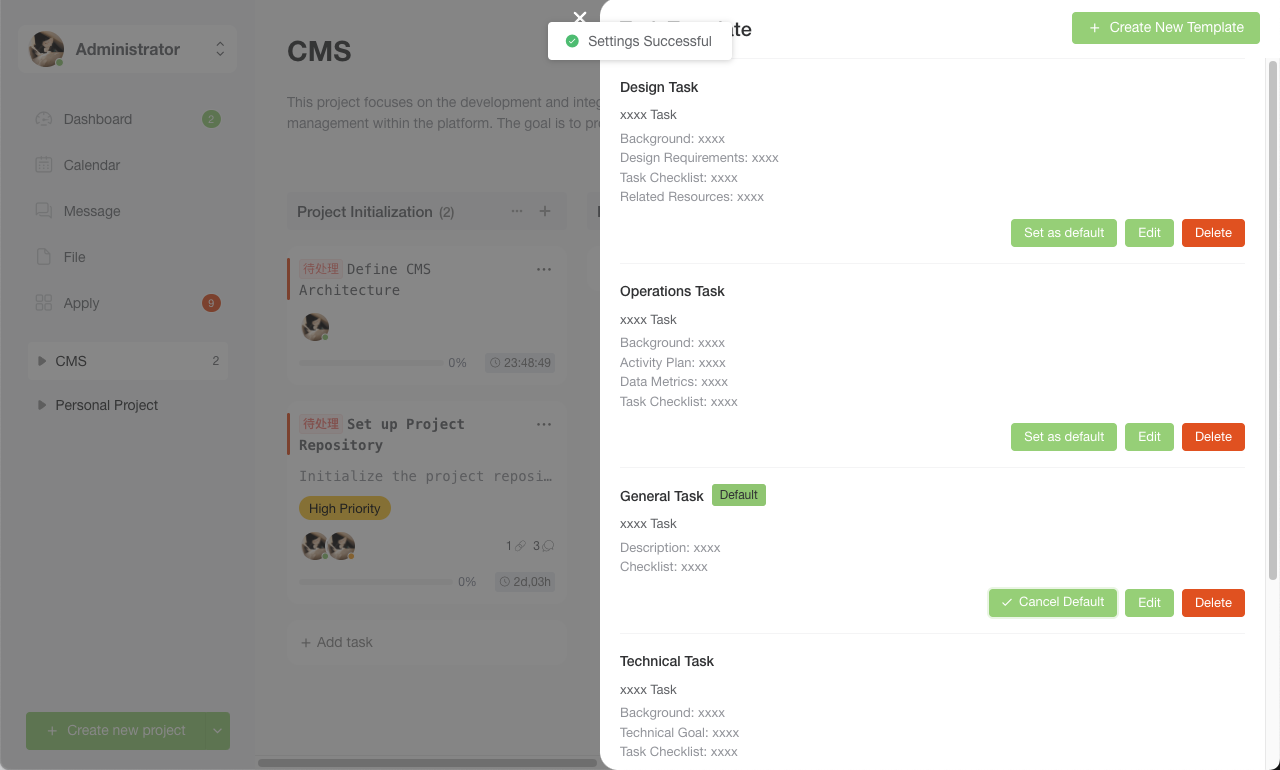 Administrator
Dashboard
2
Calendar
Message
File
Apply
9
CMS
2
Personal Project
Create new project
CMS
This project focuses on the development and
management within the platform. The goal is to
Project Initialization (2)
待处理 Define CMS
Architecture
0%
23:48:49
待处理 Set up Project
Repository
Initialize the project reposi…
High Priority
1
3
0%
2d,03h
Add task
Settings Successful
Create New Template
Design Task
xxxx Task
Background: xxxx
Design Requirements: xxxx
Task Checklist: xxxx
Related Resources: xxxx
Set as default
Edit
Delete
Operations Task
xxxx Task
Background: xxxx
Activity Plan: xxxx
Data Metrics: xxxx
Task Checklist: xxxx
Set as default
Edit
Delete
General Task
Default
xxxx Task
Description: xxxx
Checklist: xxxx
Cancel Default
Edit
Delete
Technical Task
xxxx Task
Background: xxxx
Technical Goal: xxxx
Task Checklist: xxxx